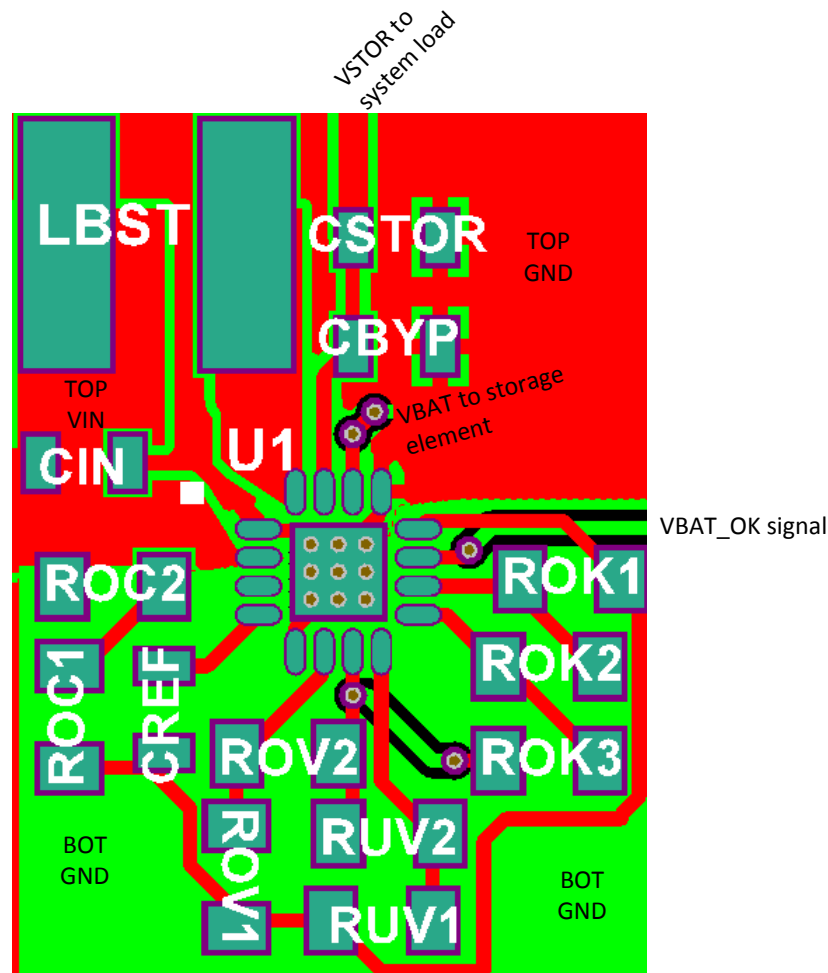 VSTOR to
system load
LBST
CSTOR
TOP
GND
CBYP
TOP
VIN
VBAT to storage
element
U1
CIN
VBAT_OK signal
ROC2
ROK1
ROC1
CREF
ROK2
ROV2
ROK3
ROV1
RUV2
BOT
GND
BOT
GND
RUV1